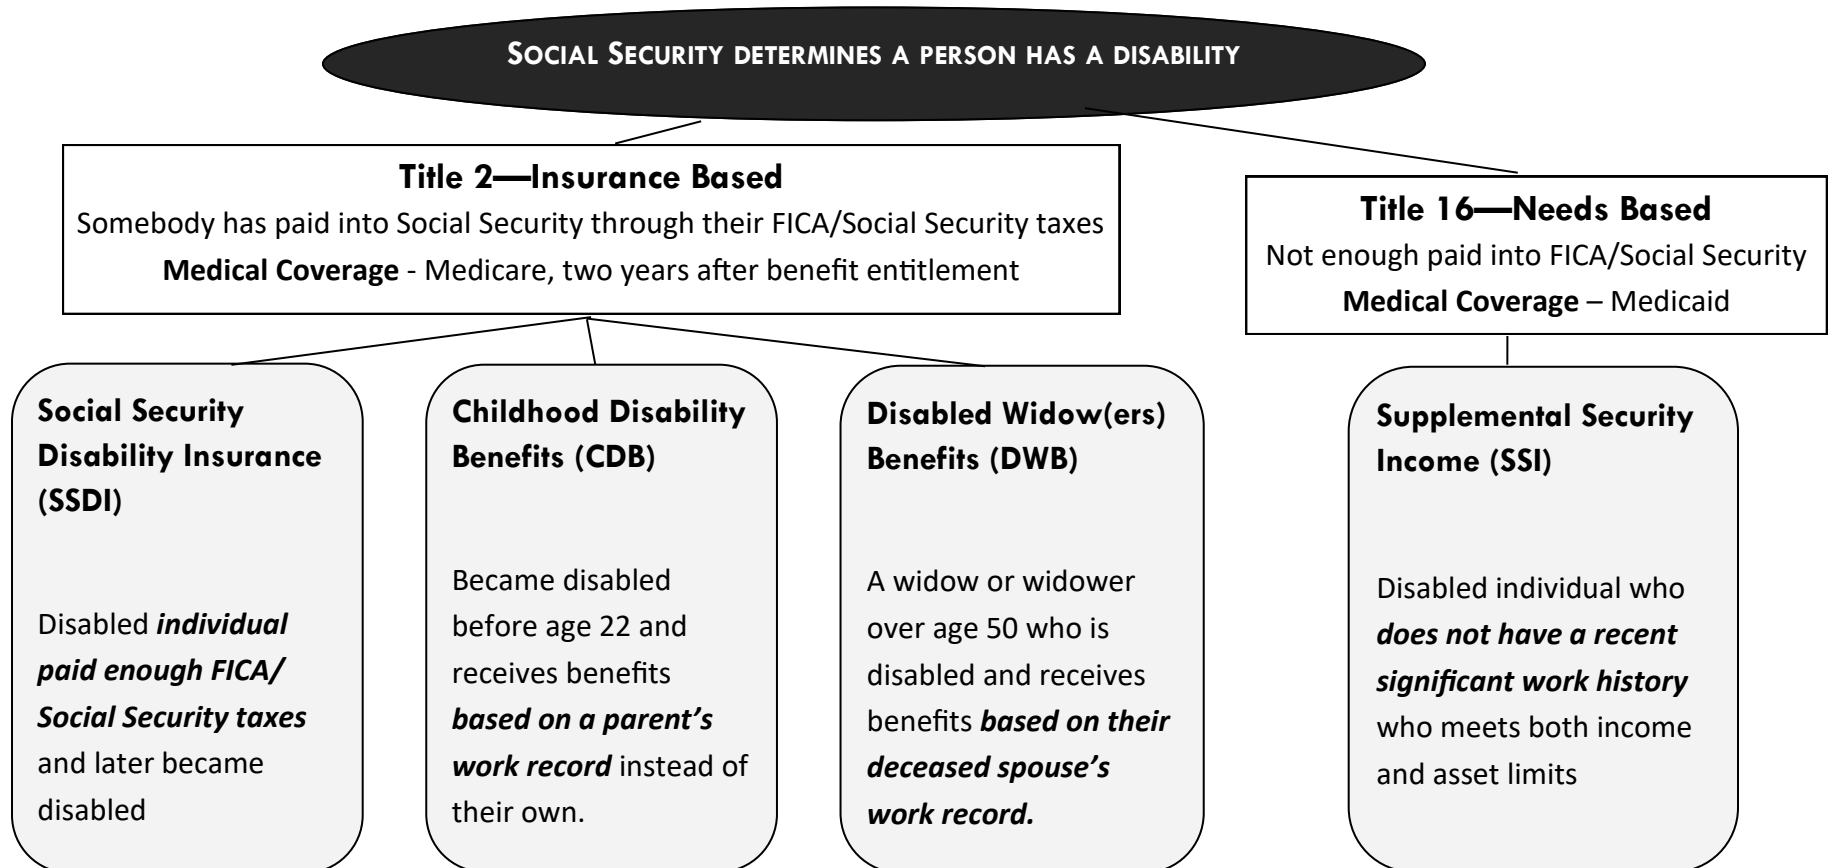 SOCIAL SECURITY DETERMINES A PERSON HAS A DISABILITY
Title 2—Insurance Based
Somebody has paid into Social Security through their FICA/Social Security taxes
Medical Coverage - Medicare, two years after benefit entitlement
Title 16—Needs Based
Not enough paid into FICA/Social Security
Medical Coverage – Medicaid
Social Security
Disability Insurance
(SSDI)
Disabled individual
paid enough FICA/
Social Security taxes
and later became
disabled
Childhood Disability
Benefits (CDB)
Became disabled
before age 22 and
receives benefits
based on a parent's
work record instead of
their own.
Disabled Widow(ers)
Benefits (DWB)
A widow or widower
over age 50 who is
disabled and receives
benefits based on their
deceased spouse's
work record.
Supplemental Security
Income (SSI)
Disabled individual who
does not have a recent
significant work history
who meets both income
and asset limits